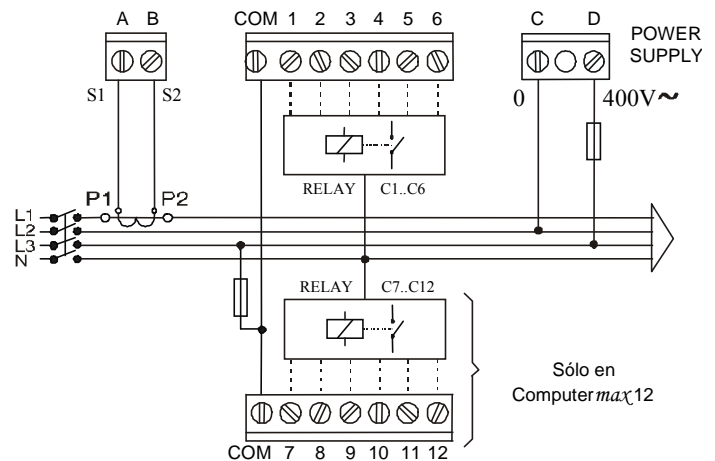 A B
COM 1 2 3 4 5 6
C D
POWER
SUPPLY
S1 S2
0 400V~
RELAY C1..C6
P1 P2
L1
L2
L3
N
RELAY C7..C12
Sólo en
Computer max 12
COM 7 8 9 10 11 12